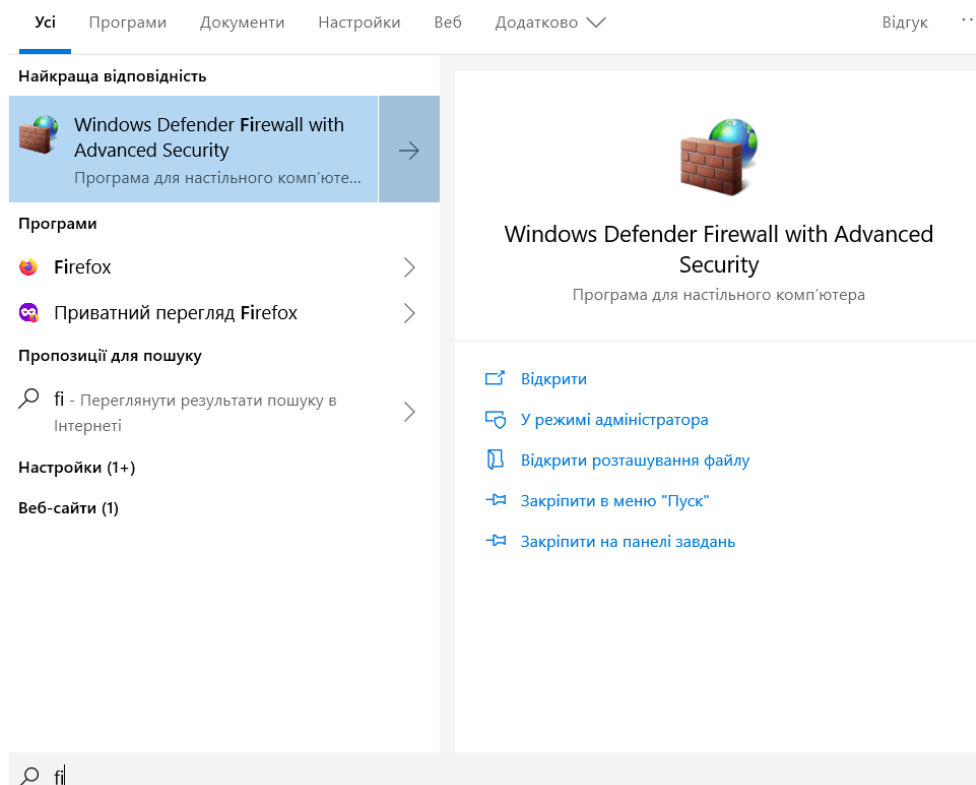 Усі Програми Документи Настройки Веб Додатково Відгук ··
Найкраща відповідність
Windows Defender Firewall with
Advanced Security
Програма для настільного комп'юте...
Програми
Firefox
Приватний перегляд Firefox
Пропозиції для пошуку
fi - Переглянути результати пошуку в
Інтернеті
Настройки (1+)
Веб-сайти (1)
Windows Defender Firewall with Advanced
Security
Програма для настільного комп'ютера
Відкрити
У режимі адміністратора
Відкрити розташування файлу
Закріпити в меню "Пуск"
Закріпити на панелі завдань
fi